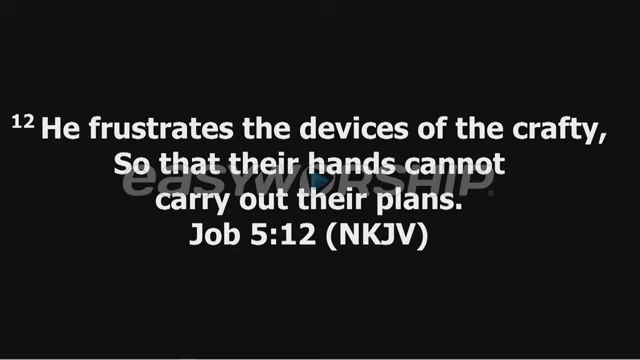 12 He frustrates the devices of the crafty,
So that their hands cannot
easyworship®
carry out their plans.
Job 5:12 (NKJV)